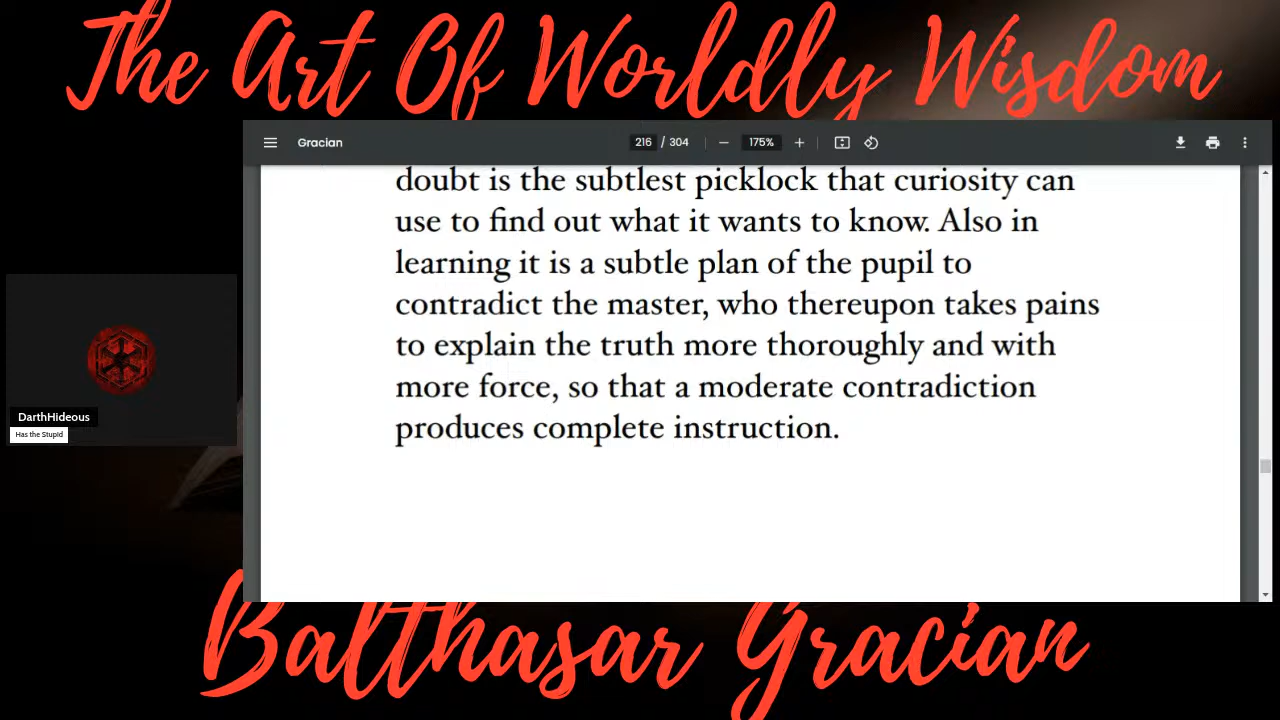 The Art Of Worldly Wisdom
Gracian
216 / 304
175%
doubt is the subtlest picklock that curiosity can
use to find out what it wants to know. Also in
learning it is a subtle plan of the pupil to
contradict the master, who thereupon takes pains
to explain the truth more thoroughly and with
more force, so that a moderate contradiction
produces complete instruction.
DarthHideous
Has the Stupid
Balthasar Gracian